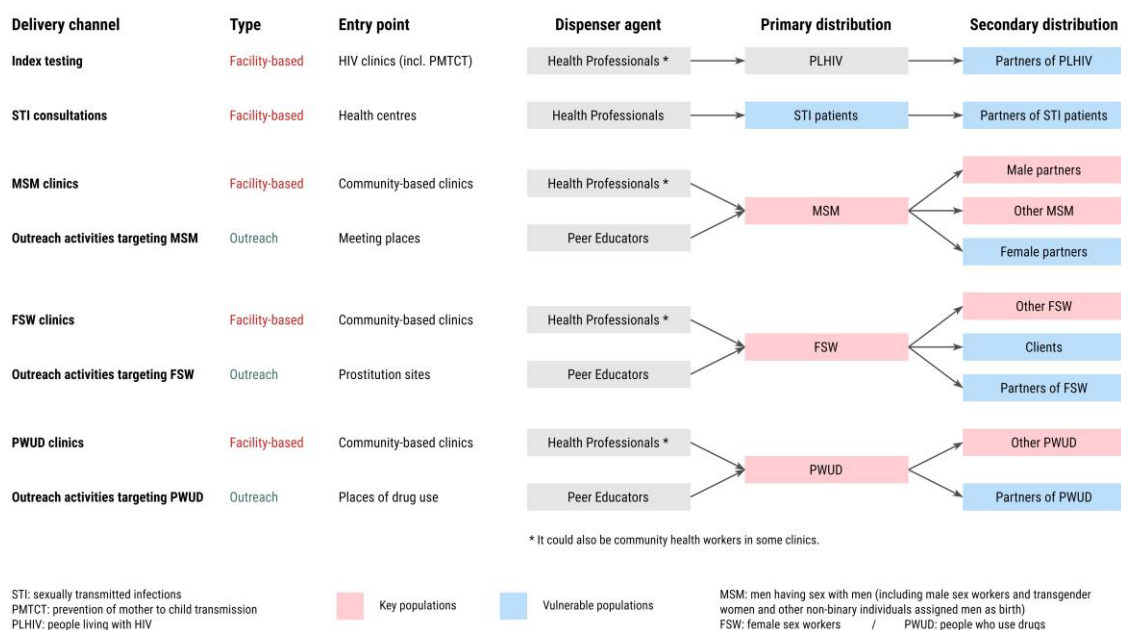 Delivery channel Type Entry point Dispenser agent Primary distribution Secondary distribution
Index testing Facility-based HIV clinics (incl. PMTCT) Health Professionals * PLHIV Partners of PLHIV
STI consultations Facility-based Health centres Health Professionals STI patients Partners of STI patients
Male partners
MSM clinics Facility-based Community-based clinics Health Professionals *
MSM Other MSM
Outreach activities targeting MSM Outreach Meeting places Peer Educators
Female partners
Other FSW
FSW clinics Facility-based Community-based clinics Health Professionals *
FSW Clients
Outreach activities targeting FSW Outreach Prostitution sites Peer Educators
Partners of FSW
PWUD clinics Facility-based Community-based clinics Health Professionals * Other PWUD
PWUD
Outreach activities targeting PWUD Outreach Places of drug use Peer Educators Partners of PWUD
* It could also be community health workers in some clinics.
STI: sexually transmitted infections
PMTCT: prevention of mother to child transmission
PLHIV: people living with HIV
Key populations
Vulnerable populations
MSM: men having sex with men (including male sex workers and transgender
women and other non-binary individuals assigned men as birth)
FSW: female sex workers / PWUD: people who use drugs